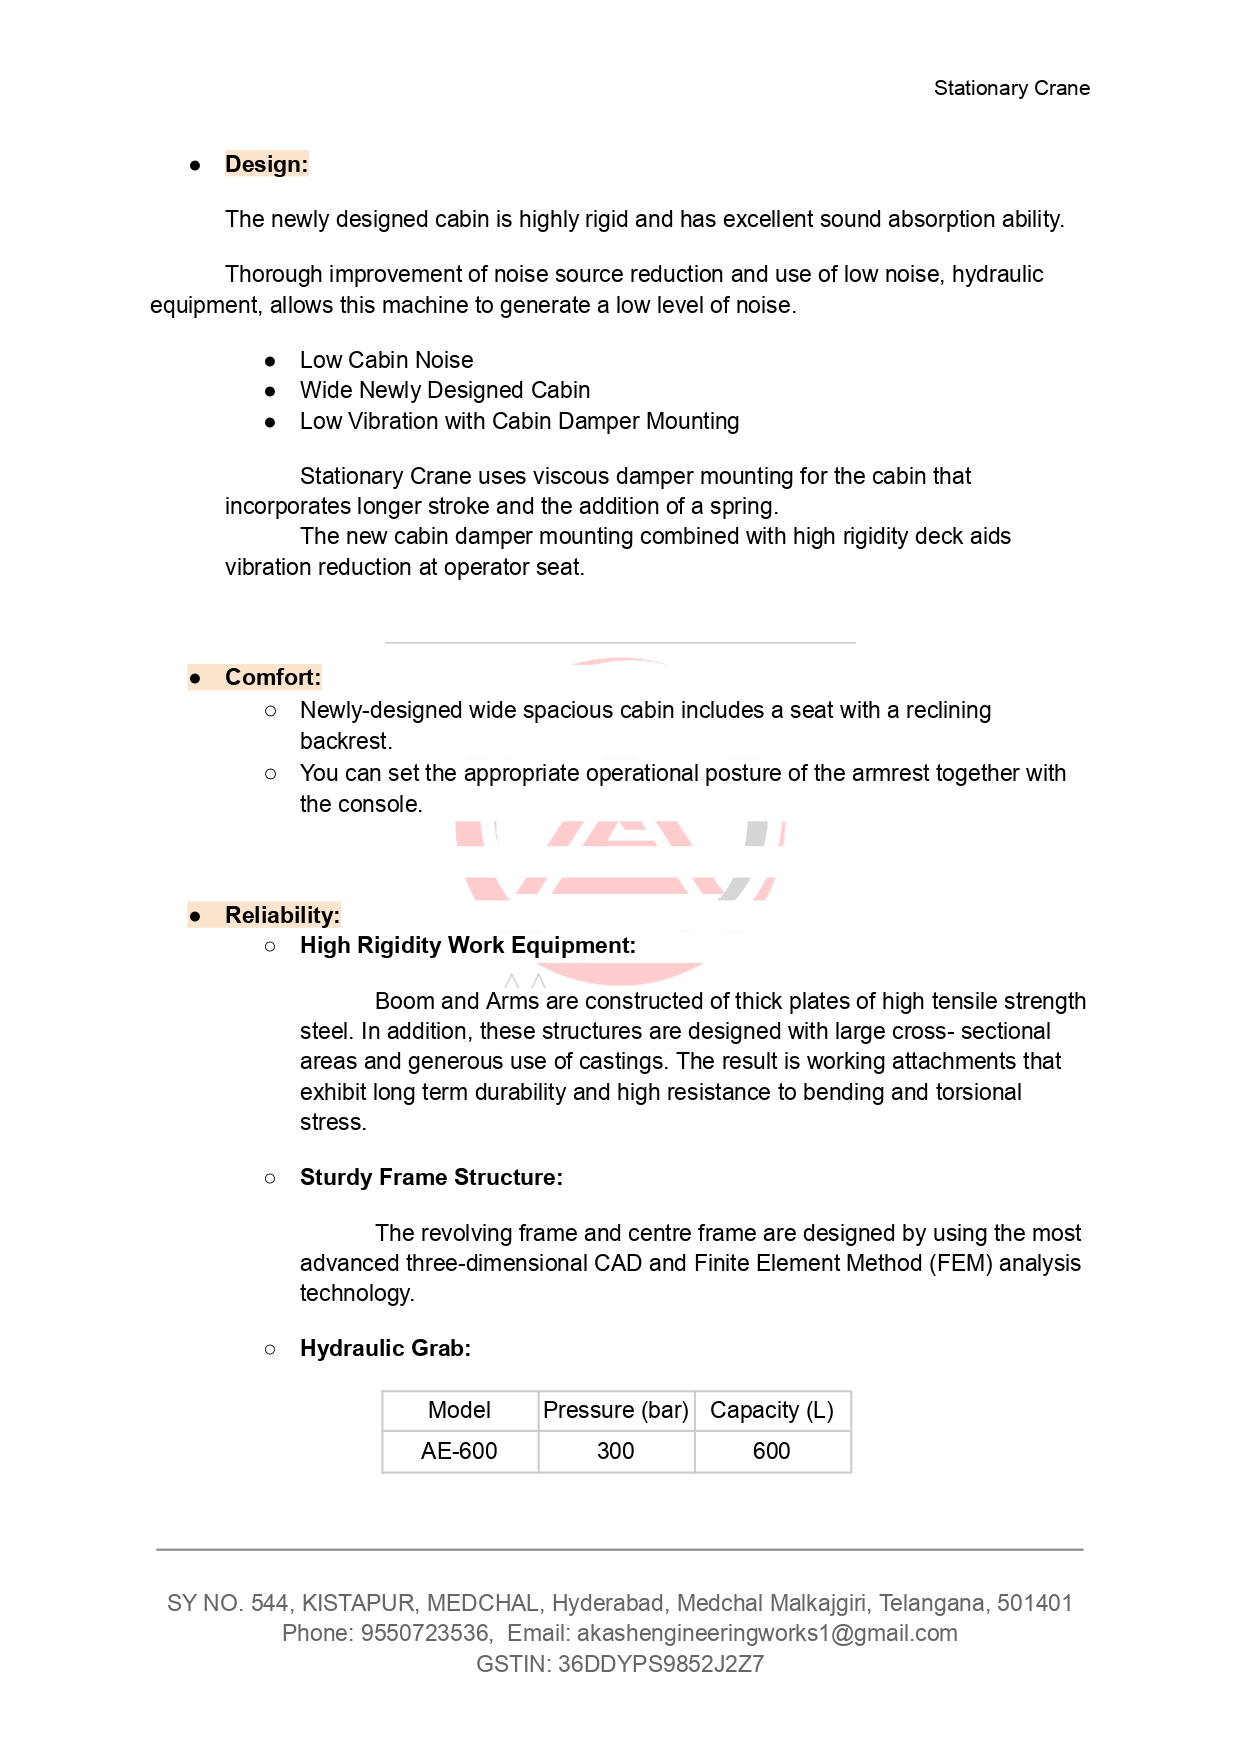 Stationary Crane
● Design:
The newly designed cabin is highly rigid and has excellent sound absorption ability.
Thorough improvement of noise source reduction and use of low noise, hydraulic
equipment, allows this machine to generate a low level of noise.
● Low Cabin Noise
● Wide Newly Designed Cabin
● Low Vibration with Cabin Damper Mounting
Stationary Crane uses viscous damper mounting for the cabin that
incorporates longer stroke and the addition of a spring.
The new cabin damper mounting combined with high rigidity deck aids
vibration reduction at operator seat.
● Comfort:
○ Newly-designed wide spacious cabin includes a seat with a reclining
backrest.
○ You can set the appropriate operational posture of the armrest together with
the console.
● Reliability:
○ High Rigidity Work Equipment:
Boom and Arms are constructed of thick plates of high tensile strength
steel. In addition, these structures are designed with large cross- sectional
areas and generous use of castings. The result is working attachments that
exhibit long term durability and high resistance to bending and torsional
stress.
○ Sturdy Frame Structure:
The revolving frame and centre frame are designed by using the most
advanced three-dimensional CAD and Finite Element Method (FEM) analysis
technology.
○ Hydraulic Grab:
Model Pressure (bar) Capacity (L)
AE-600 300 600
SY NO. 544, KISTAPUR, MEDCHAL, Hyderabad, Medchal Malkajgiri, Telangana, 501401
Phone: 9550723536, Email: akashengineeringworks1@gmail.com
GSTIN: 36DDYPS9852J2Z7